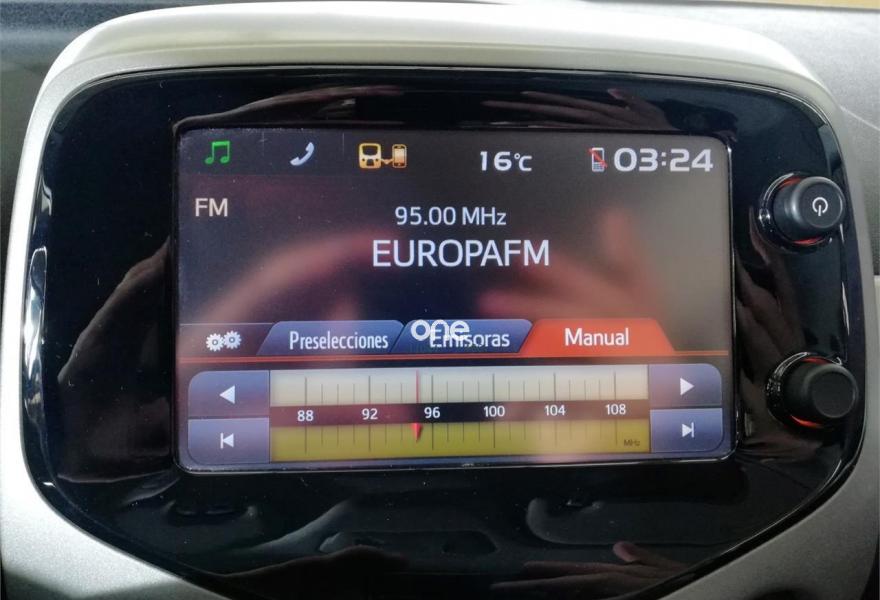 16°C
03:24
FM
95.00 MHz
EUROPAFM
Preselecciones
Emisoras
Manual
one
88 92 96 100 104 108
MHz